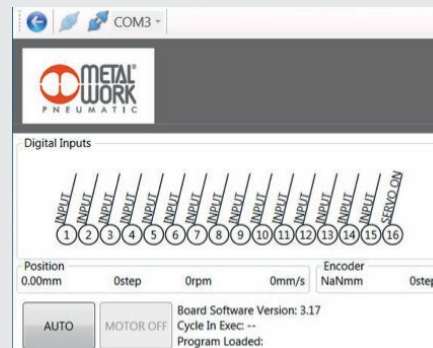 COM3
METAL®
WORK
PNEUMATIC
Digital Inputs
INPUT INPUT INPUT INPUT INPUT INPUT INPUT INPUT INPUT INPUT INPUT INPUT INPUT INPUT INPUT SERVO ON
1 2 3 4 5 6 7 8 9 10 11 12 13 14 15 16
Position Encoder
0.00mm 0step 0rpm 0mm/s NaNmm 0step
Board Software Version: 3.17
AUTO MOTOR OFF Cycle In Exec: --
Program Loaded: